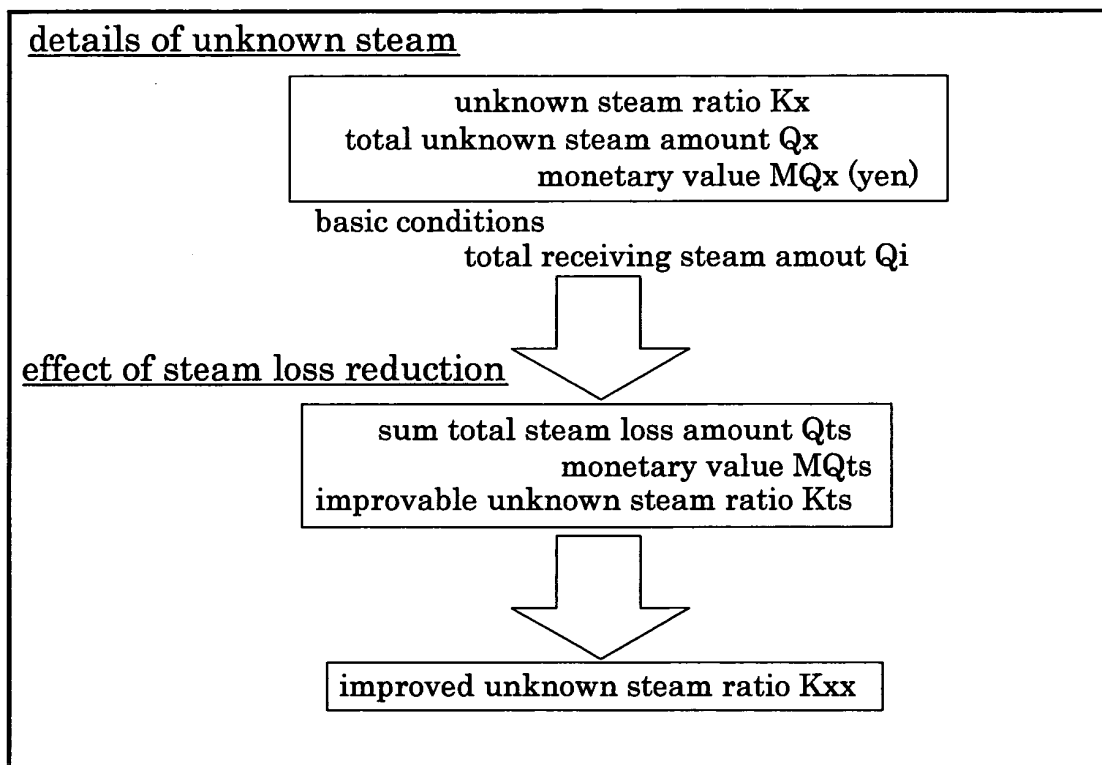 details of unknown steam
unknown steam ratio Kx
total unknown steam amount Qx
monetary value MQx (yen)
basic conditions
total receiving steam amout Qi
effect of steam loss reduction
sum total steam loss amount Qts
monetary value MQts
improvable unknown steam ratio Kts
improved unknown steam ratio Kxx